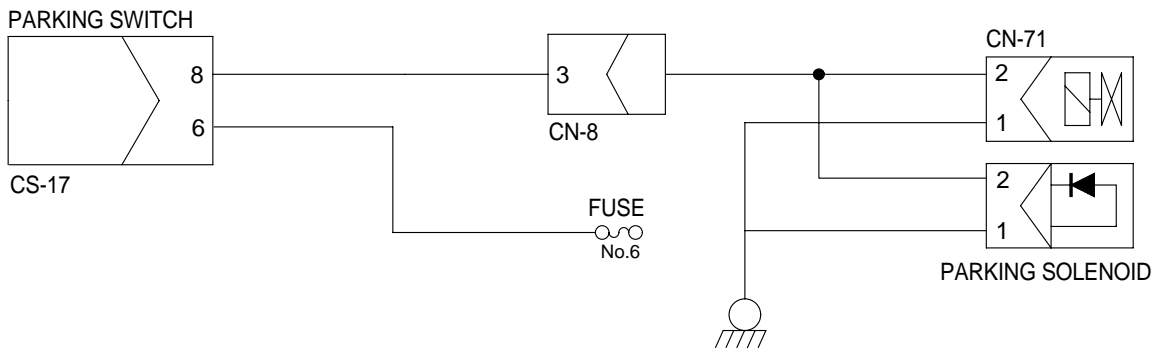 PARKING SWITCH
8
6
CS-17
3
CN-8
FUSE
No.6
CN-71
2
1
2
1
PARKING SOLENOID